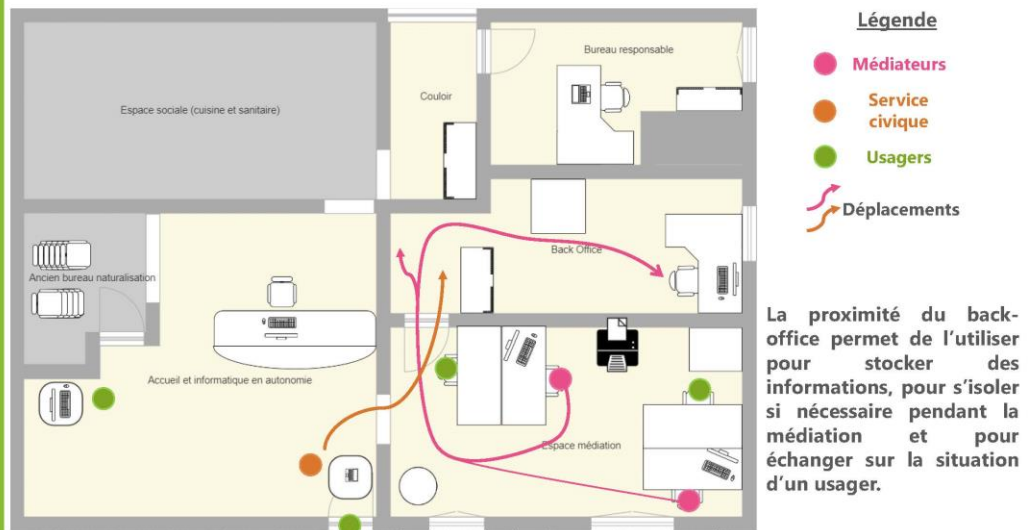 Espace sociale (cuisine et sanitaire)
Couloir
Bureau responsable
Ancien bureau naturalisation
Back Office
Accueil et informatique en autonomie
Espace médiation
Légende
Médiateurs
Service
civique
Usagers
Déplacements
La proximité du back-
office permet de l’utiliser
pour stocker des
informations, pour s’isoler
si nécessaire pendant la
médiation et pour
échanger sur la situation
d’un usager.